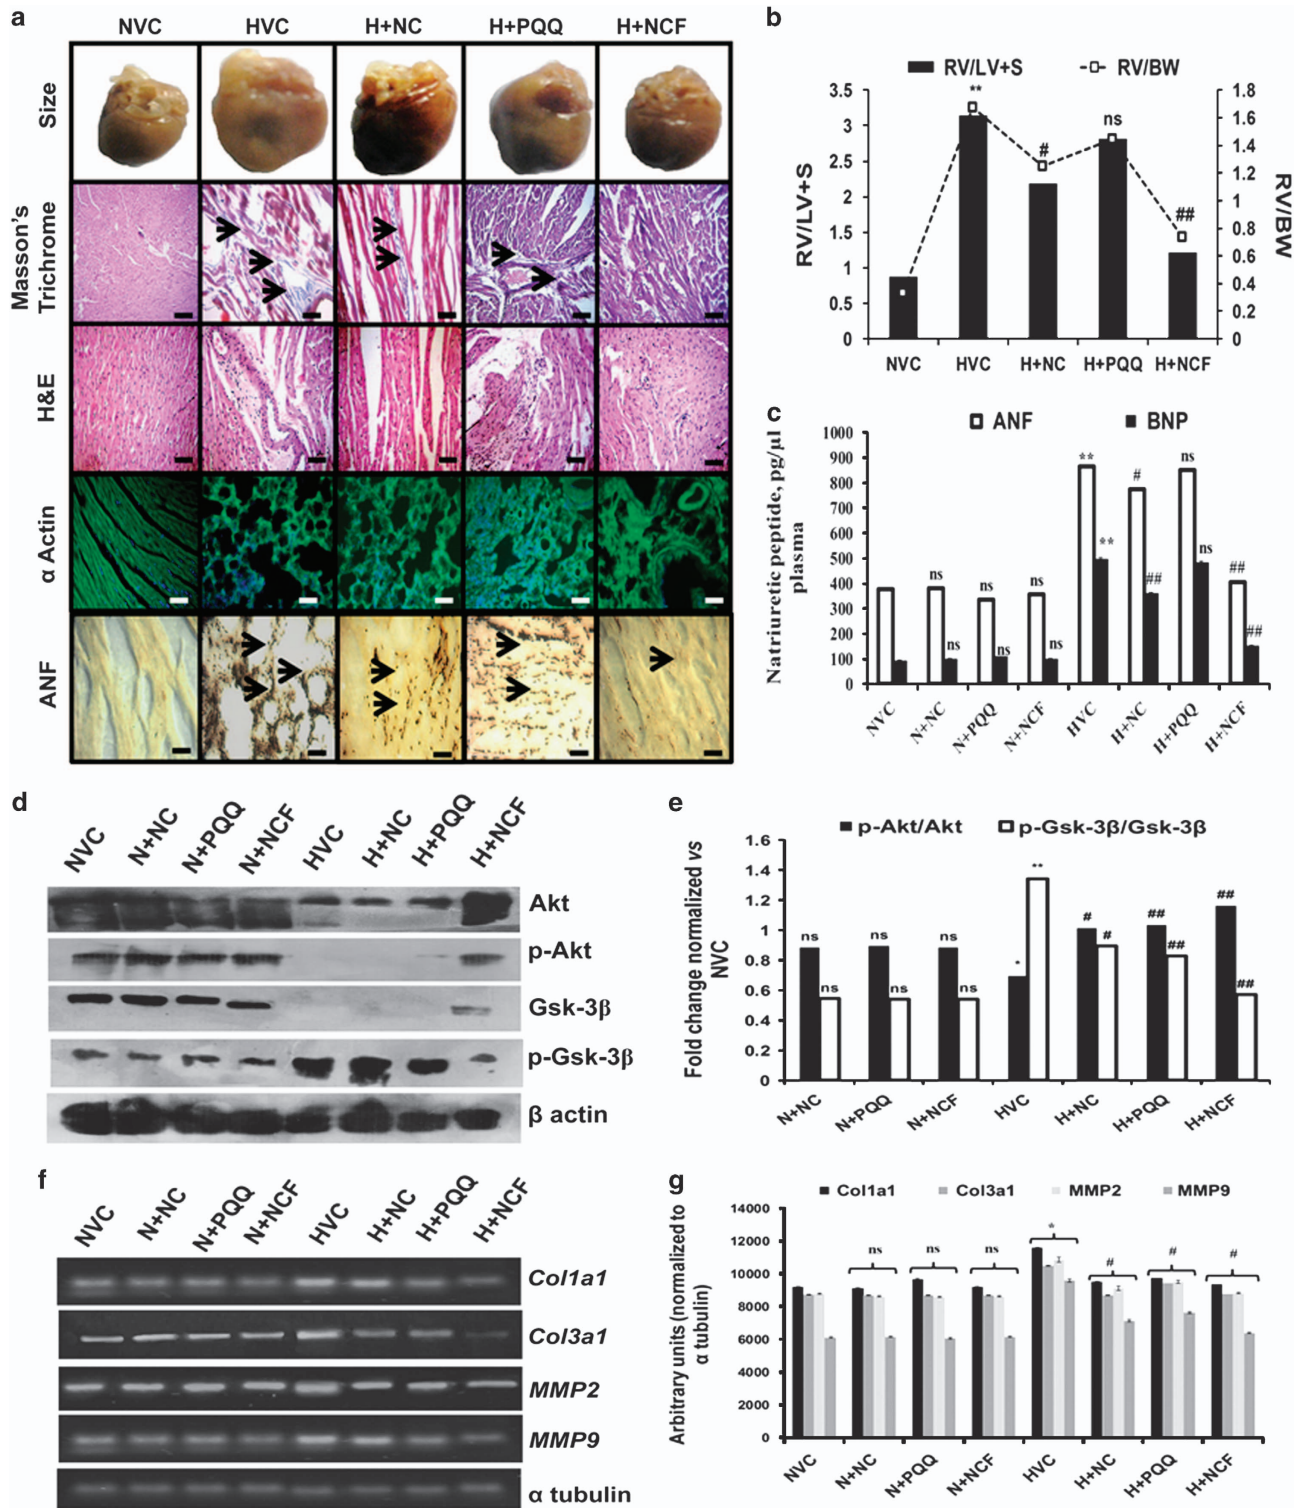 a
NVC HVC H+NC H+PQQ H+NCF
Size
Masson's
Trichrome
H&E
α Actin
ANF
b
RV/LV+S RV/BW
3.5
3
2.5
2
1.5
1
0.5
0
RV/LV+S
**
#
ns
##
1.8
1.6
1.4
1.2
1
0.8
0.6
0.4
0.2
0
RV/BW
NVC HVC H+NC H+PQQ H+NCF
c
ANF BNP
Natriuretic peptide, pg/µl
plasma
1000
900
800
700
600
500
400
300
200
100
0
ns ns ns ns ns ns ** ** # ## ns ns ## ##
NVC N+NC N+PQQ N+NCF HVC H+NC H+PQQ H+NCF
d
NVC N+NC N+PQQ N+NCF HVC H+NC H+PQQ H+NCF
Akt
p-Akt
Gsk-3β
p-Gsk-3β
β actin
e
p-Akt/Akt p-Gsk-3β/Gsk-3β
Fold change normalized vs
NVC
1.6
1.4
1.2
1
0.8
0.6
0.4
0.2
0
ns ns ns ns ns ns * ** # # ## ## ## ##
N+NC N+PQQ N+NCF HVC H+NC H+PQQ H+NCF
f
NVC N+NC N+PQQ N+NCF HVC H+NC H+PQQ H+NCF
Col1a1
Col3a1
MMP2
MMP9
α tubulin
g
Col1a1 Col3a1 MMP2 MMP9
Arbitrary units (normalized to
α tubulin)
14000
12000
10000
8000
6000
4000
2000
0
ns ns ns * # # #
NVC N+NC N+PQQ N+NCF HVC H+NC H+PQQ H+NCF